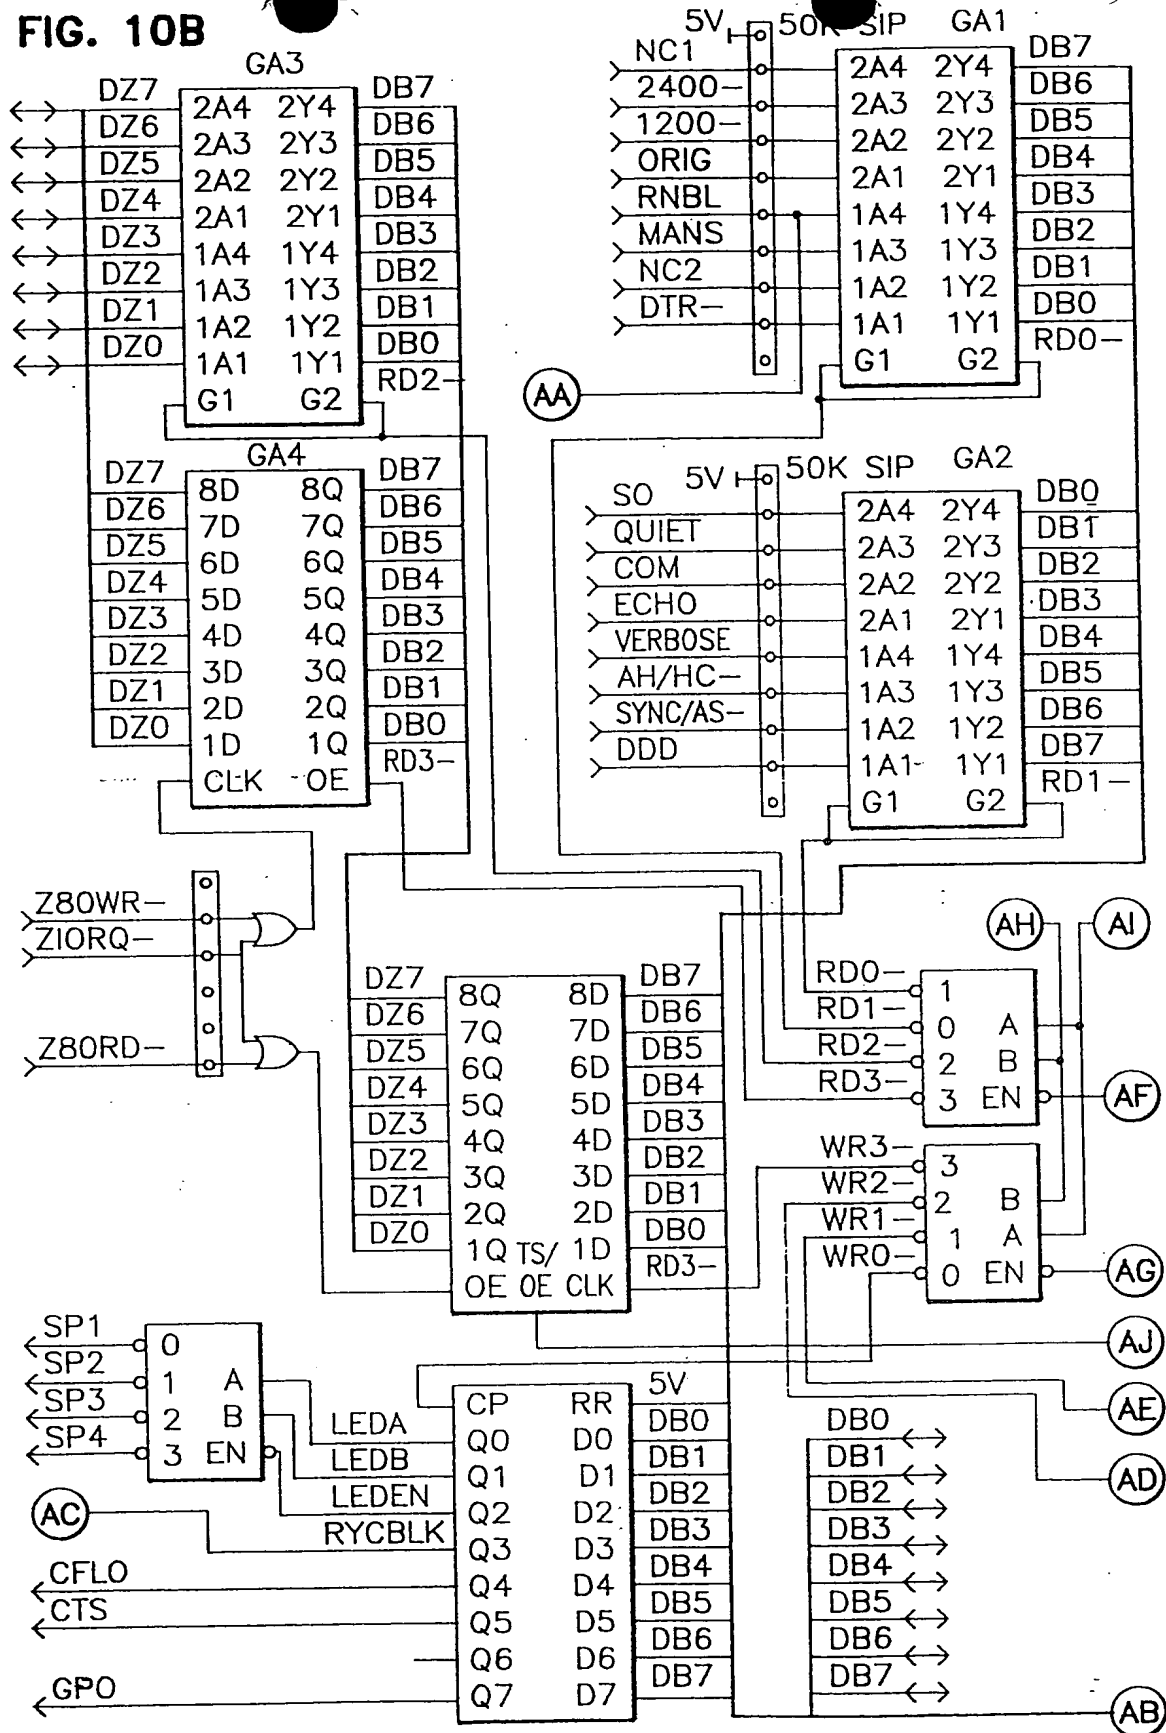 FIG. 10B
GA3
DZ7 2A4 2Y4 DB7
DZ6 2A3 2Y3 DB6
DZ5 2A2 2Y2 DB5
DZ4 2A1 2Y1 DB4
DZ3 1A4 1Y4 DB3
DZ2 1A3 1Y3 DB2
DZ1 1A2 1Y2 DB1
DZ0 1A1 1Y1 DB0
G1 G2 RD2-
5V 50K SIP GA1
NC1 2A4 2Y4 DB7
2400- 2A3 2Y3 DB6
1200- 2A2 2Y2 DB5
ORIG 2A1 2Y1 DB4
RNBL 1A4 1Y4 DB3
MANS 1A3 1Y3 DB2
NC2 1A2 1Y2 DB1
DTR- 1A1 1Y1 DB0
G1 G2 RD0-
AA
GA4
DZ7 8D 8Q DB7
DZ6 7D 7Q DB6
DZ5 6D 6Q DB5
DZ4 5D 5Q DB4
DZ3 4D 4Q DB3
DZ2 3D 3Q DB2
DZ1 2D 2Q DB1
DZ0 1D 1Q DB0
CLK OE RD3-
5V 50K SIP GA2
SO 2A4 2Y4 DB0
QUIET 2A3 2Y3 DB1
COM 2A2 2Y2 DB2
ECHO 2A1 2Y1 DB3
VERBOSE 1A4 1Y4 DB4
AH/HC- 1A3 1Y3 DB5
SYNC/AS- 1A2 1Y2 DB6
DDD 1A1 1Y1 DB7
G1 G2 RD1-
Z80WR-
ZIORQ-
Z80RD-
DZ7 8Q 8D DB7
DZ6 7Q 7D DB6
DZ5 6Q 6D DB5
DZ4 5Q 5D DB4
DZ3 4Q 4D DB3
DZ2 3Q 3D DB2
DZ1 2Q 2D DB1
DZ0 1Q TS/ 1D DB0
OE OE CLK RD3-
AH AI
RD0- 1
RD1- 0 A
RD2- 2 B
RD3- 3 EN AF
WR3- 3
WR2- 2 B
WR1- 1 A
WR0- 0 EN AG
AJ
AE
AD
SP1 0
SP2 1 A
SP3 2 B
SP4 3 EN
CP RR 5V
LEDA Q0 D0 DB0
LEDB Q1 D1 DB1
LEDEN Q2 D2 DB2
AC RYCBLK Q3 D3 DB3
CFLO Q4 D4 DB4
CTS Q5 D5 DB5
Q6 D6 DB6
GPO Q7 D7 DB7
DB0
DB1
DB2
DB3
DB4
DB5
DB6
DB7
AB